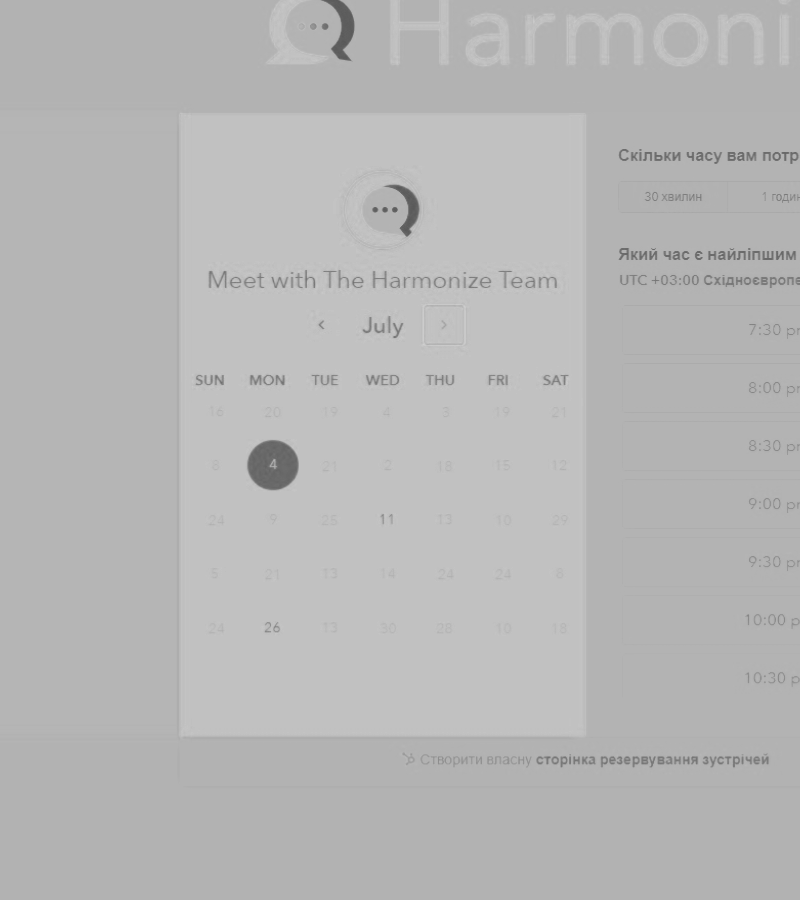 Harmoni
Meet with The Harmonize Team
July
SUN MON TUE WED THU FRI SAT
16 20 19 4 3 19 21
8 4 21 2 18 15 12
24 9 25 11 13 10 29
5 21 13 14 24 24 8
24 26 13 30 28 10 18
Скільки часу вам потр
30 хвилин 1 годин
Який час є найліпшим
UTC +03:00 Східноєвропе
7:30 pr
8:00 pr
8:30 pr
9:00 pr
9:30 pr
10:00 p
10:30 p
Створити власну сторінка резервування зустрічей